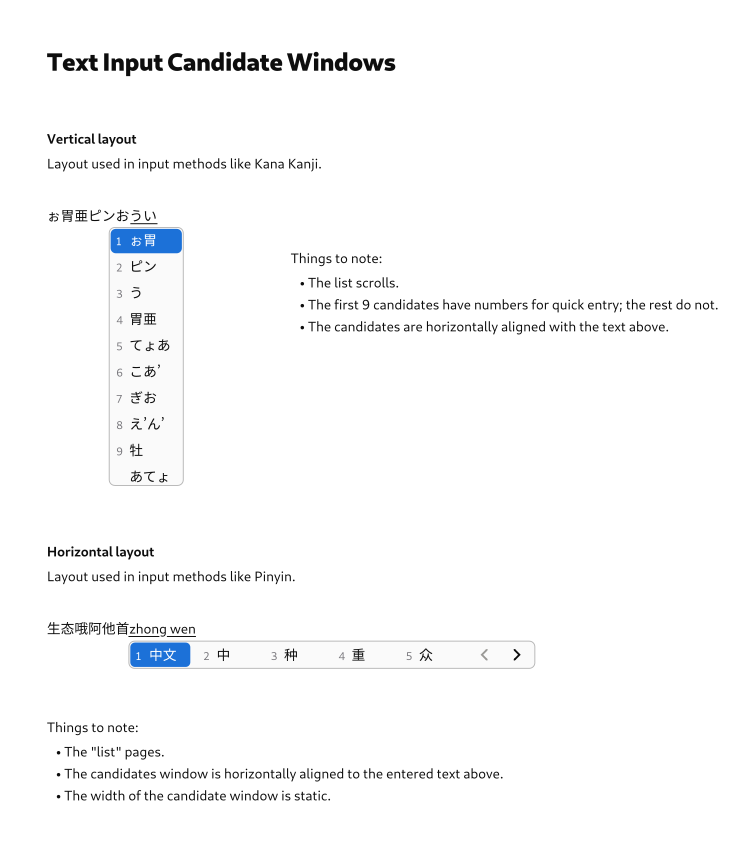 Text Input Candidate Windows
Vertical layout
Layout used in input methods like Kana Kanji.
ぉ胃亜ピンおうい
1 ぉ胃
2 ピン
3 う
4 胃亜
5 てょあ
6 こあ’
7 ぎお
8 え’ん’
9 牡
あてょ
Things to note:
• The list scrolls.
• The first 9 candidates have numbers for quick entry; the rest do not.
• The candidates are horizontally aligned with the text above.
Horizontal layout
Layout used in input methods like Pinyin.
生态哦阿他首zhong wen
1 中文 2 中 3 种 4 重 5 众
Things to note:
• The "list" pages.
• The candidates window is horizontally aligned to the entered text above.
• The width of the candidate window is static.